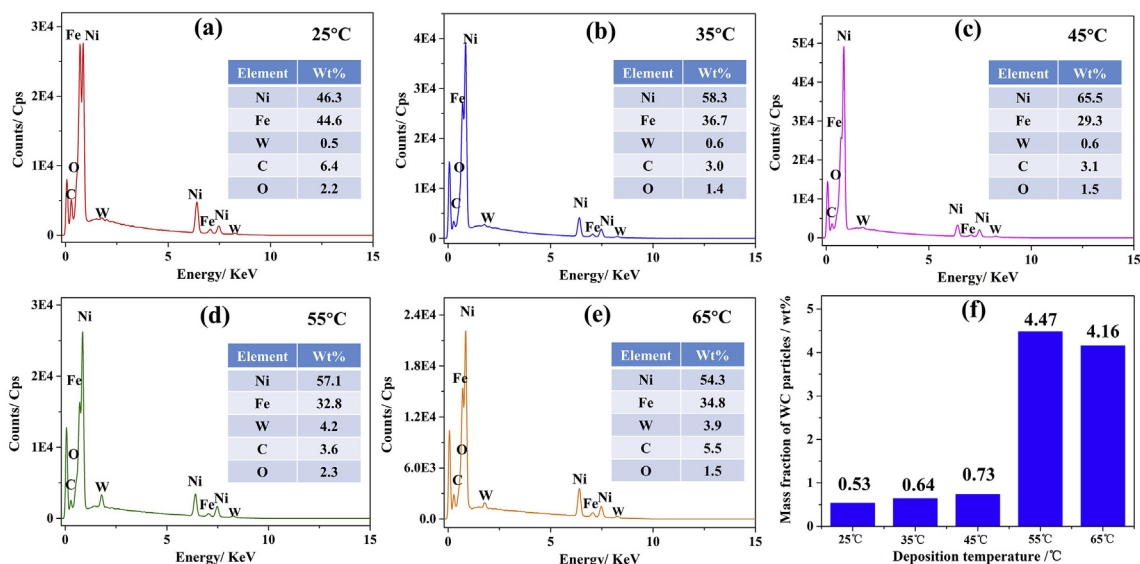 (a)
25°C
3E4
2E4
1E4
0
Counts/ Cps
Fe Ni
O
C
W
Ni
Fe Ni
W
Element Wt%
Ni 46.3
Fe 44.6
W 0.5
C 6.4
O 2.2
0 5 10 15
Energy/ KeV
(b)
35°C
4E4
3E4
2E4
1E4
0
Counts/ Cps
Ni
Fe
O
C
W
Ni
Fe Ni
W
Element Wt%
Ni 58.3
Fe 36.7
W 0.6
C 3.0
O 1.4
0 5 10 15
Energy/ KeV
(c)
45°C
5E4
4E4
3E4
2E4
1E4
0
Counts/ Cps
Ni
Fe
O
C
W
Ni
Fe
Ni
W
Element Wt%
Ni 65.5
Fe 29.3
W 0.6
C 3.1
O 1.5
0 5 10 15
Energy/ KeV
(d)
55°C
3E4
2E4
1E4
0
Counts/ Cps
Ni
Fe
O
C
W
Ni
Fe
Ni
W
Element Wt%
Ni 57.1
Fe 32.8
W 4.2
C 3.6
O 2.3
0 5 10 15
Energy/ KeV
(e)
65°C
2.4E4
1.8E4
1.2E4
6.0E3
0.0
Counts/ Cps
Ni
Fe
O
C
W
Ni
Fe
Ni
W
Element Wt%
Ni 54.3
Fe 34.8
W 3.9
C 5.5
O 1.5
0 5 10 15
Energy/ KeV
(f)
5
4
3
2
1
0
Mass fraction of WC particles / wt%
0.53
0.64
0.73
4.47
4.16
25℃ 35℃ 45℃ 55℃ 65℃
Deposition temperature /℃